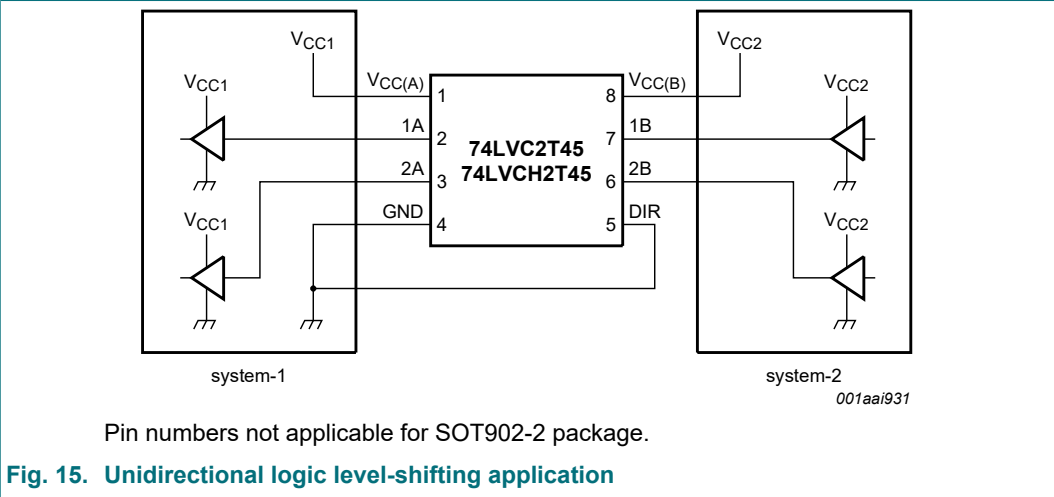 VCC1 VCC2
VCC1 VCC(A) VCC(B) VCC2
1 8
1A 1B
2 74LVC2T45 7
2A 74LVCH2T45 2B
3 6
VCC1 GND DIR VCC2
4 5
system-1 system-2
001aai931
Pin numbers not applicable for SOT902-2 package.
Fig. 15. Unidirectional logic level-shifting application